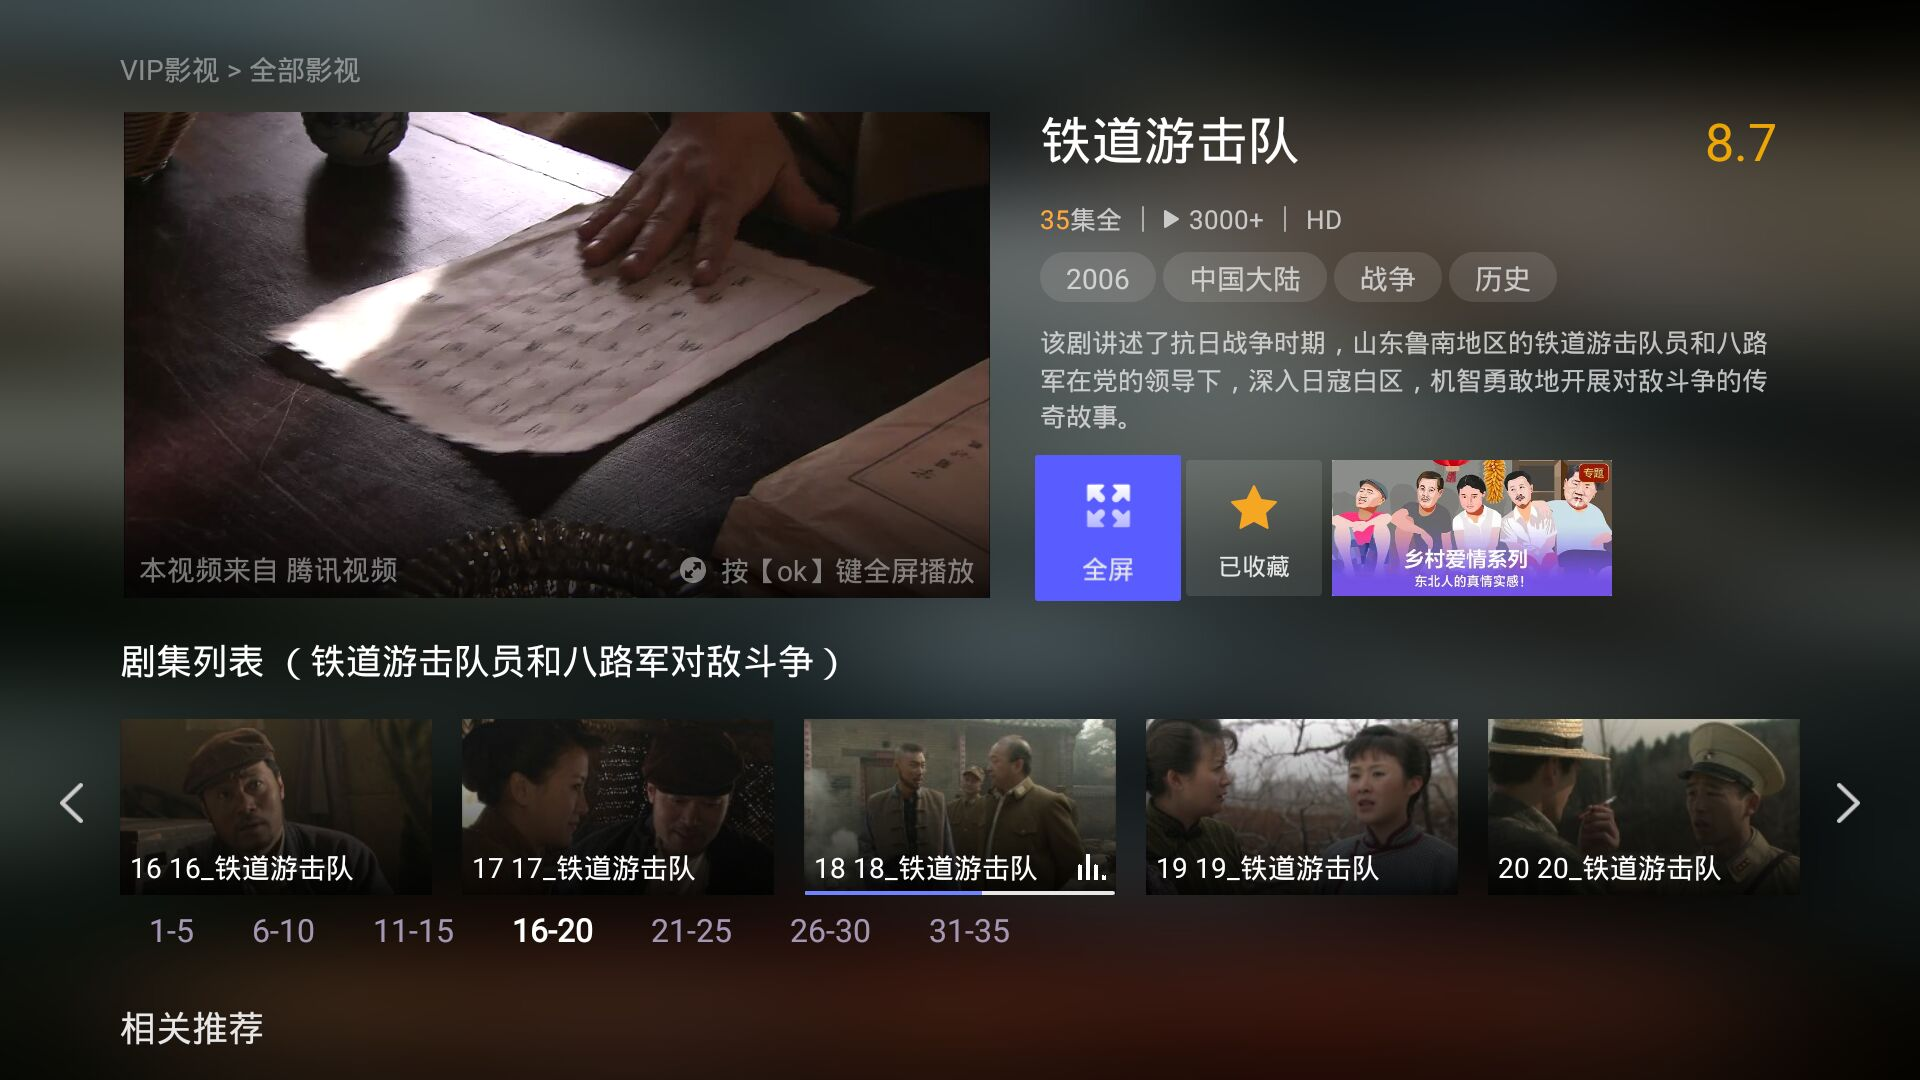 VIP影视 > 全部影视
铁道游击队
8.7
35集全 | 3000+ | HD
2006 中国大陆 战争 历史
该剧讲述了抗日战争时期，山东鲁南地区的铁道游击队员和八路
军在党的领导下，深入日寇白区，机智勇敢地开展对敌斗争的传
奇故事。
本视频来自 腾讯视频
按【ok】键全屏播放
全屏
已收藏
专题
乡村爱情系列
东北人的真情实感!
剧集列表 （铁道游击队员和八路军对敌斗争）
16 16_铁道游击队
17 17_铁道游击队
18 18_铁道游击队
19 19_铁道游击队
20 20_铁道游击队
1-5 6-10 11-15 16-20 21-25 26-30 31-35
相关推荐